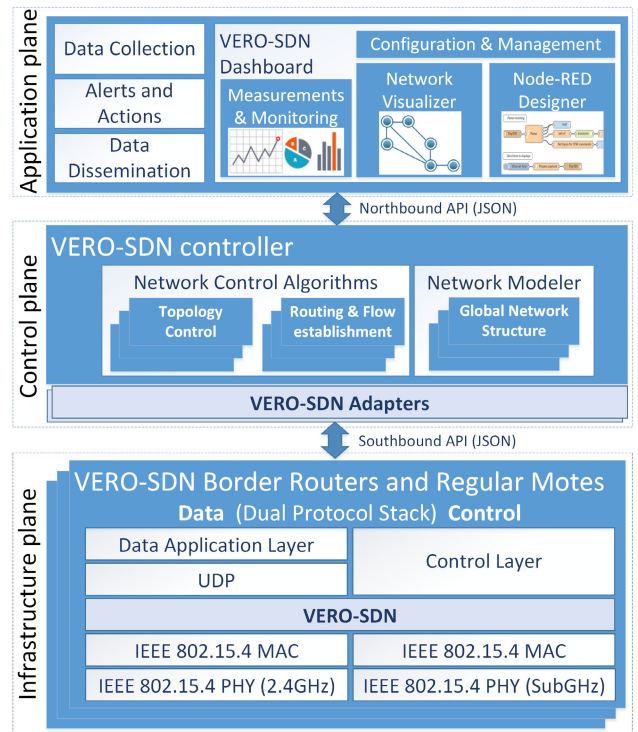 Application plane
Data Collection
Alerts and
Actions
Data
Dissemination
VERO-SDN
Dashboard
Configuration & Management
Measurements
& Monitoring
Network
Visualizer
Node-RED
Designer
Northbound API (JSON)
Control plane
VERO-SDN controller
Network Control Algorithms
Topology
Control
Routing & Flow
establishment
Network Modeler
Global Network
Structure
VERO-SDN Adapters
Southbound API (JSON)
Infrastructure plane
VERO-SDN Border Routers and Regular Motes
Data (Dual Protocol Stack) Control
Data Application Layer
UDP
Control Layer
VERO-SDN
IEEE 802.15.4 MAC
IEEE 802.15.4 MAC
IEEE 802.15.4 PHY (2.4GHz)
IEEE 802.15.4 PHY (SubGHz)